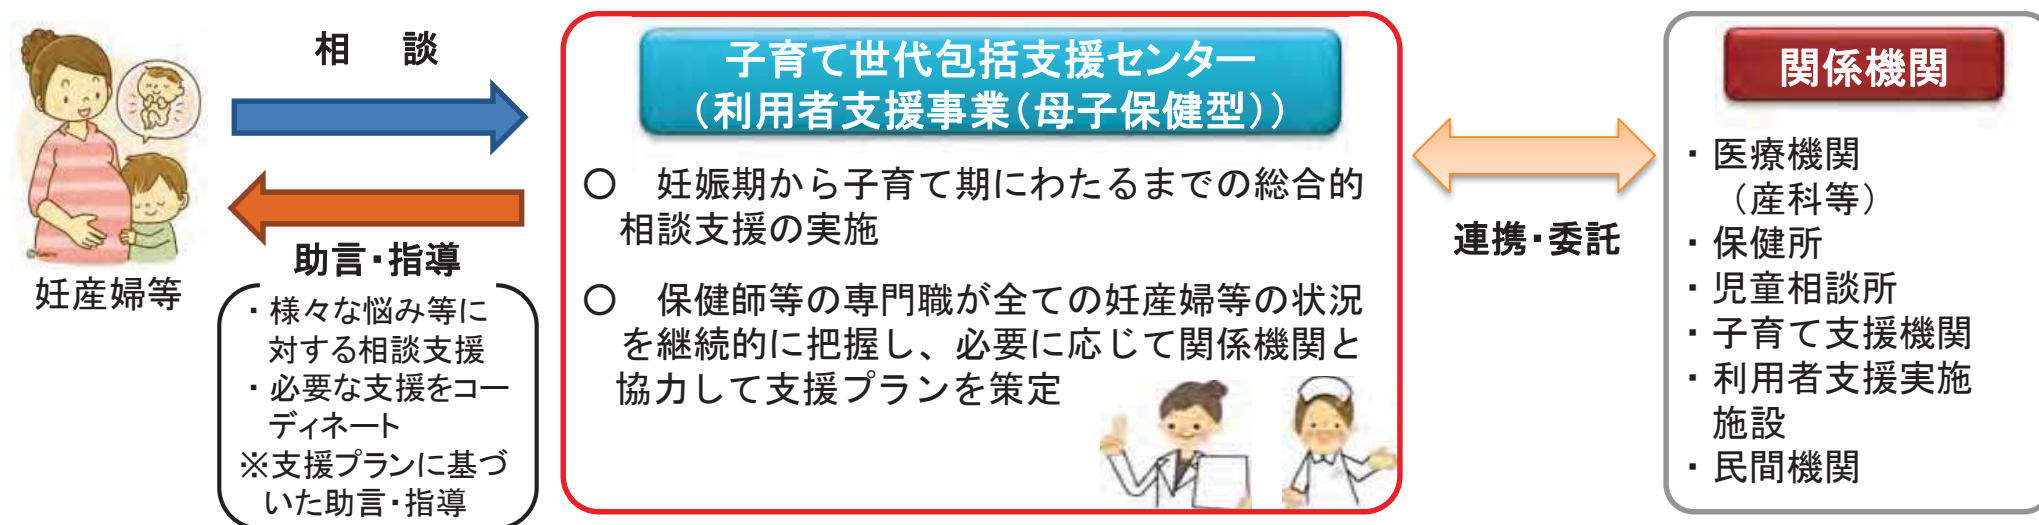 相　談
助言・指導
妊産婦等
・様々な悩み等に
対する相談支援
・必要な支援をコー
ディネート
※支援プランに基づ
いた助言・指導
子育て世代包括支援センター
（利用者支援事業（母子保健型））
○　妊娠期から子育て期にわたるまでの総合的
相談支援の実施
○　保健師等の専門職が全ての妊産婦等の状況
を継続的に把握し、必要に応じて関係機関と
協力して支援プランを策定
連携・委託
関係機関
・医療機関
（産科等）
・保健所
・児童相談所
・子育て支援機関
・利用者支援実施
施設
・民間機関